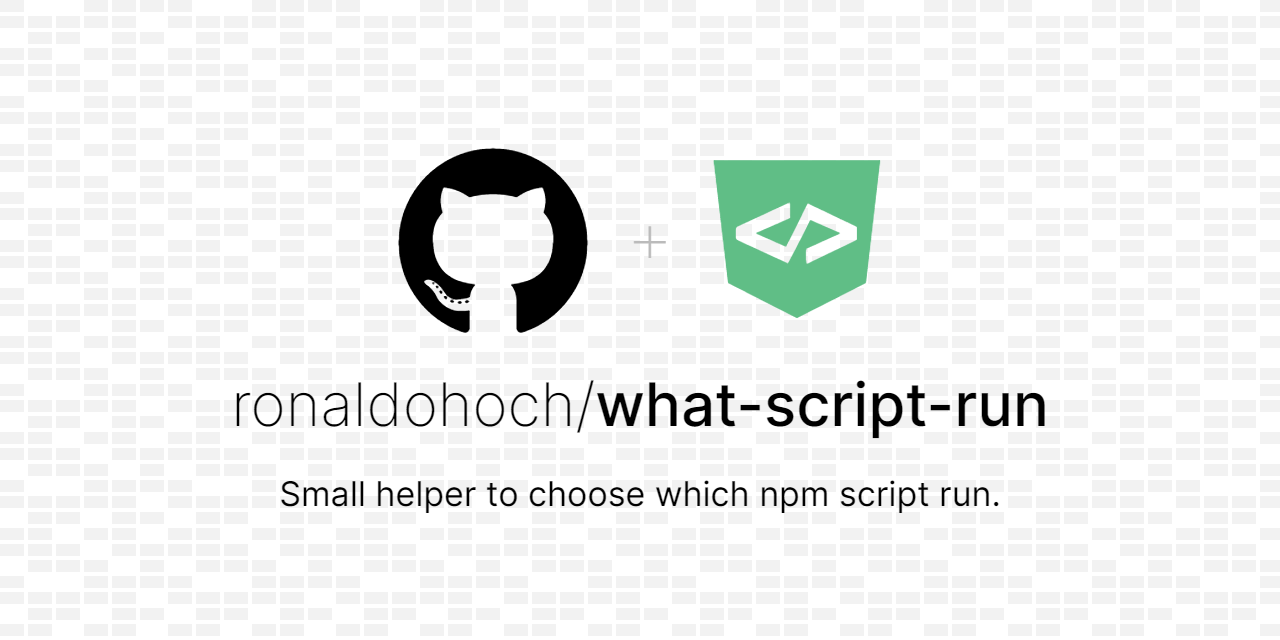 ronaldohoch/what-script-run
Small helper to choose which npm script run.